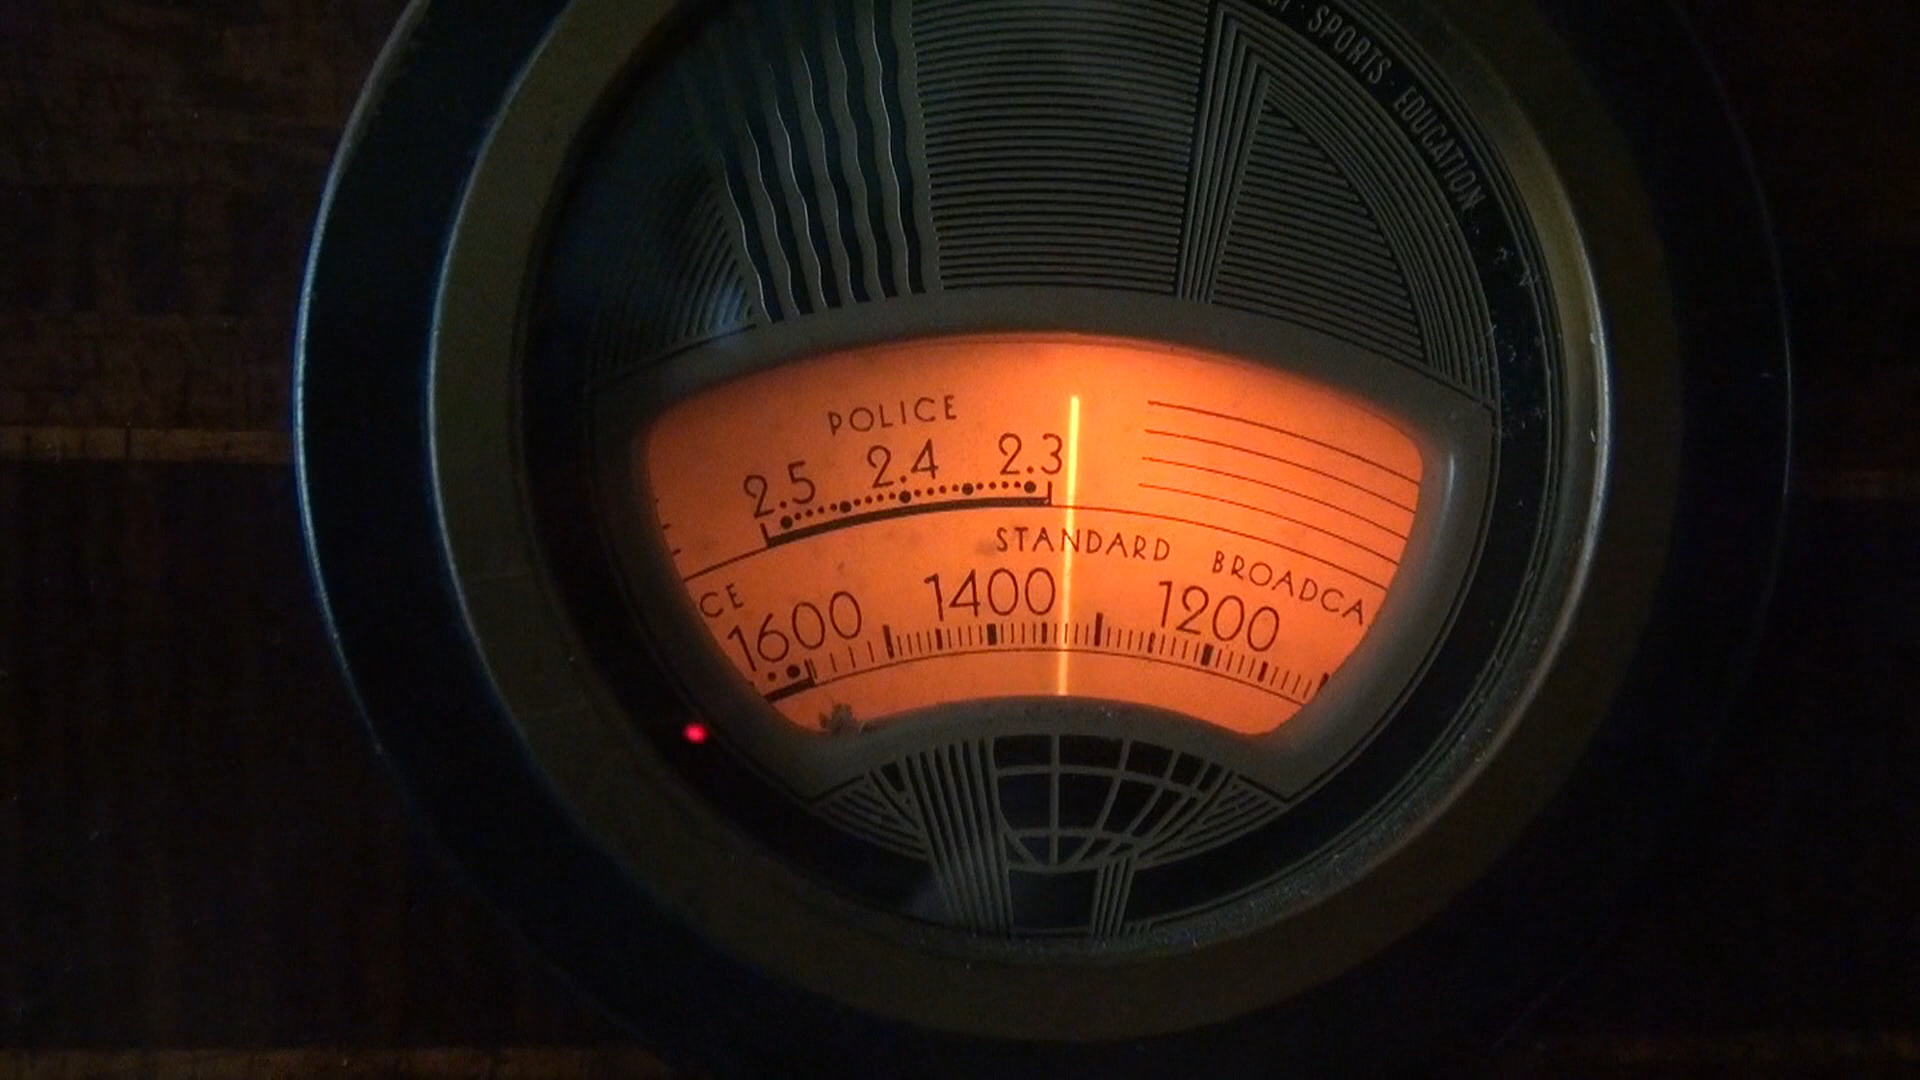 · SPORTS · EDUCATION ·
POLICE
2.5 2.4 2.3
STANDARD BROADCA
CE
1600 1400 1200